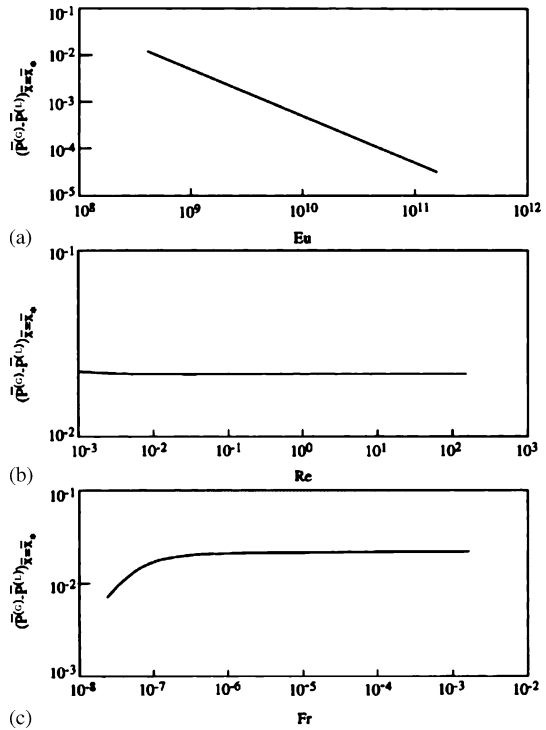 10⁻¹
10⁻²
10⁻³
10⁻⁴
10⁻⁵
(P̄⁽ᴳ⁾-P̄⁽ᴸ⁾)x̄=x̄*
10⁸ 10⁹ 10¹⁰ 10¹¹ 10¹²
(a) Eu
10⁻¹
(P̄⁽ᴳ⁾-P̄⁽ᴸ⁾)x̄=x̄*
10⁻²
10⁻³ 10⁻² 10⁻¹ 10⁰ 10¹ 10² 10³
(b) Re
10⁻¹
10⁻²
(P̄⁽ᴳ⁾-P̄⁽ᴸ⁾)x̄=x̄*
10⁻³
10⁻⁸ 10⁻⁷ 10⁻⁶ 10⁻⁵ 10⁻⁴ 10⁻³ 10⁻²
(c) Fr